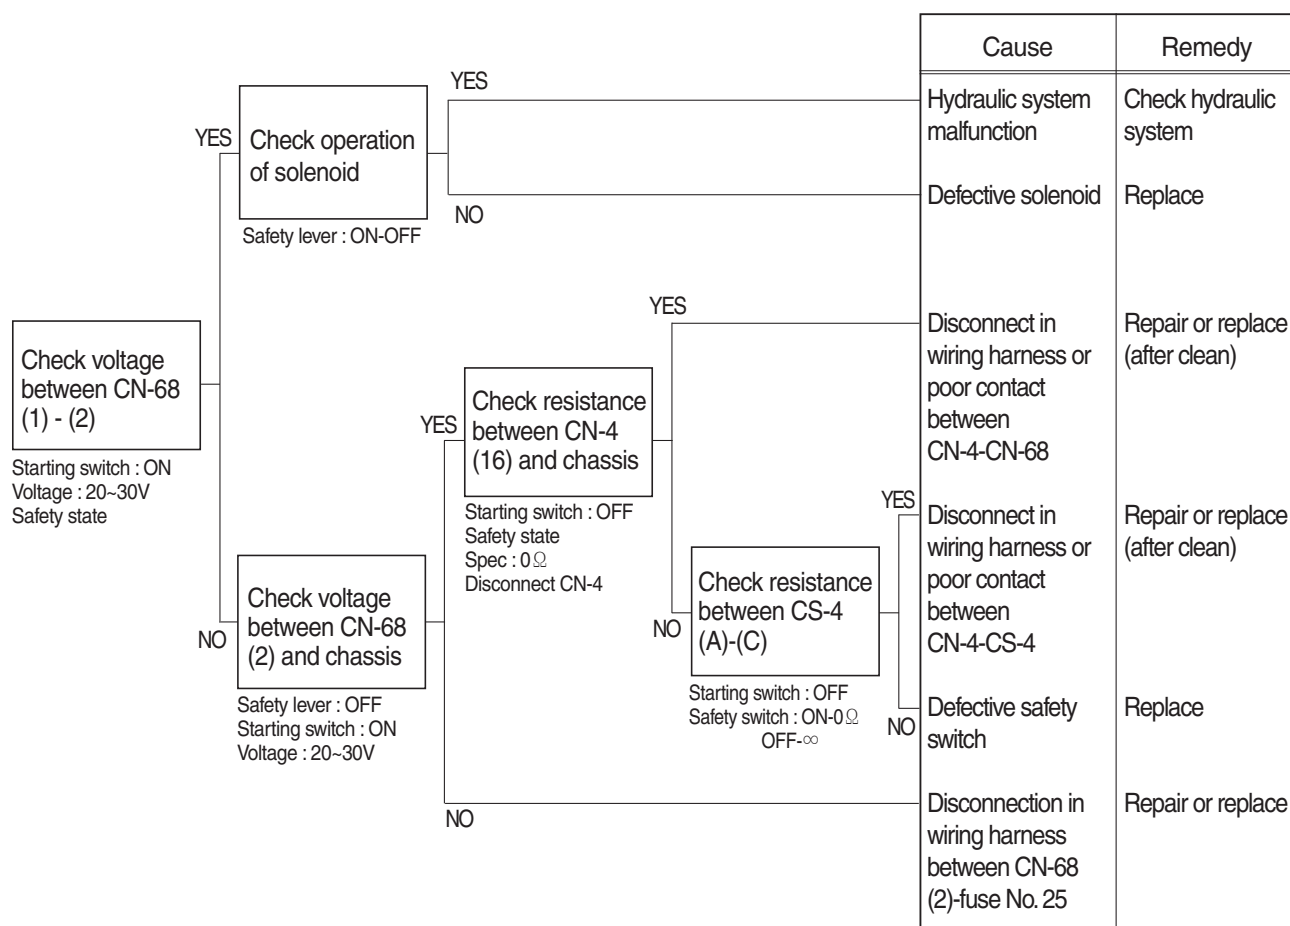 Cause
Remedy
YES
Hydraulic system
malfunction
Check hydraulic
system
YES
Check operation
of solenoid
NO
Defective solenoid
Replace
Safety lever : ON-OFF
Check voltage
between CN-68
(1) - (2)
Starting switch : ON
Voltage : 20~30V
Safety state
YES
Disconnect in
wiring harness or
poor contact
between
CN-4-CN-68
Repair or replace
(after clean)
YES
Check resistance
between CN-4
(16) and chassis
Starting switch : OFF
Safety state
Spec : 0Ω
Disconnect CN-4
YES
Disconnect in
wiring harness or
poor contact
between
CN-4-CS-4
Repair or replace
(after clean)
NO
Check voltage
between CN-68
(2) and chassis
Safety lever : OFF
Starting switch : ON
Voltage : 20~30V
NO
Check resistance
between CS-4
(A)-(C)
Starting switch : OFF
Safety switch : ON-0Ω
OFF-∞
NO
Defective safety
switch
Replace
NO
Disconnection in
wiring harness
between CN-68
(2)-fuse No. 25
Repair or replace